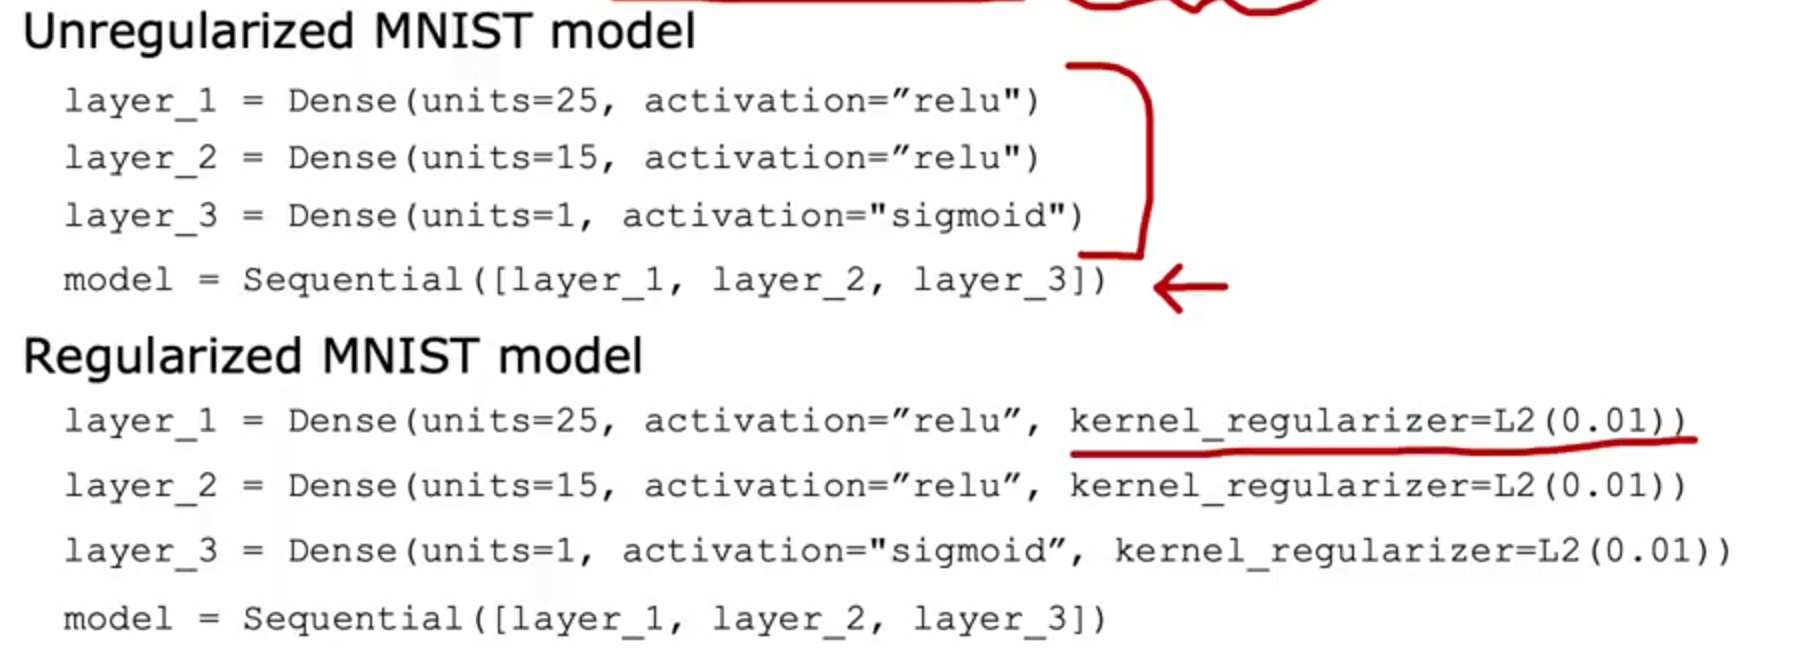 Unregularized MNIST model
layer_1 = Dense(units=25, activation=”relu")
layer_2 = Dense(units=15, activation=”relu")
layer_3 = Dense(units=1, activation="sigmoid")
model = Sequential([layer_1, layer_2, layer_3])
Regularized MNIST model
layer_1 = Dense(units=25, activation=”relu”, kernel_regularizer=L2(0.01))
layer_2 = Dense(units=15, activation=”relu”, kernel_regularizer=L2(0.01))
layer_3 = Dense(units=1, activation="sigmoid”, kernel_regularizer=L2(0.01))
model = Sequential([layer_1, layer_2, layer_3])